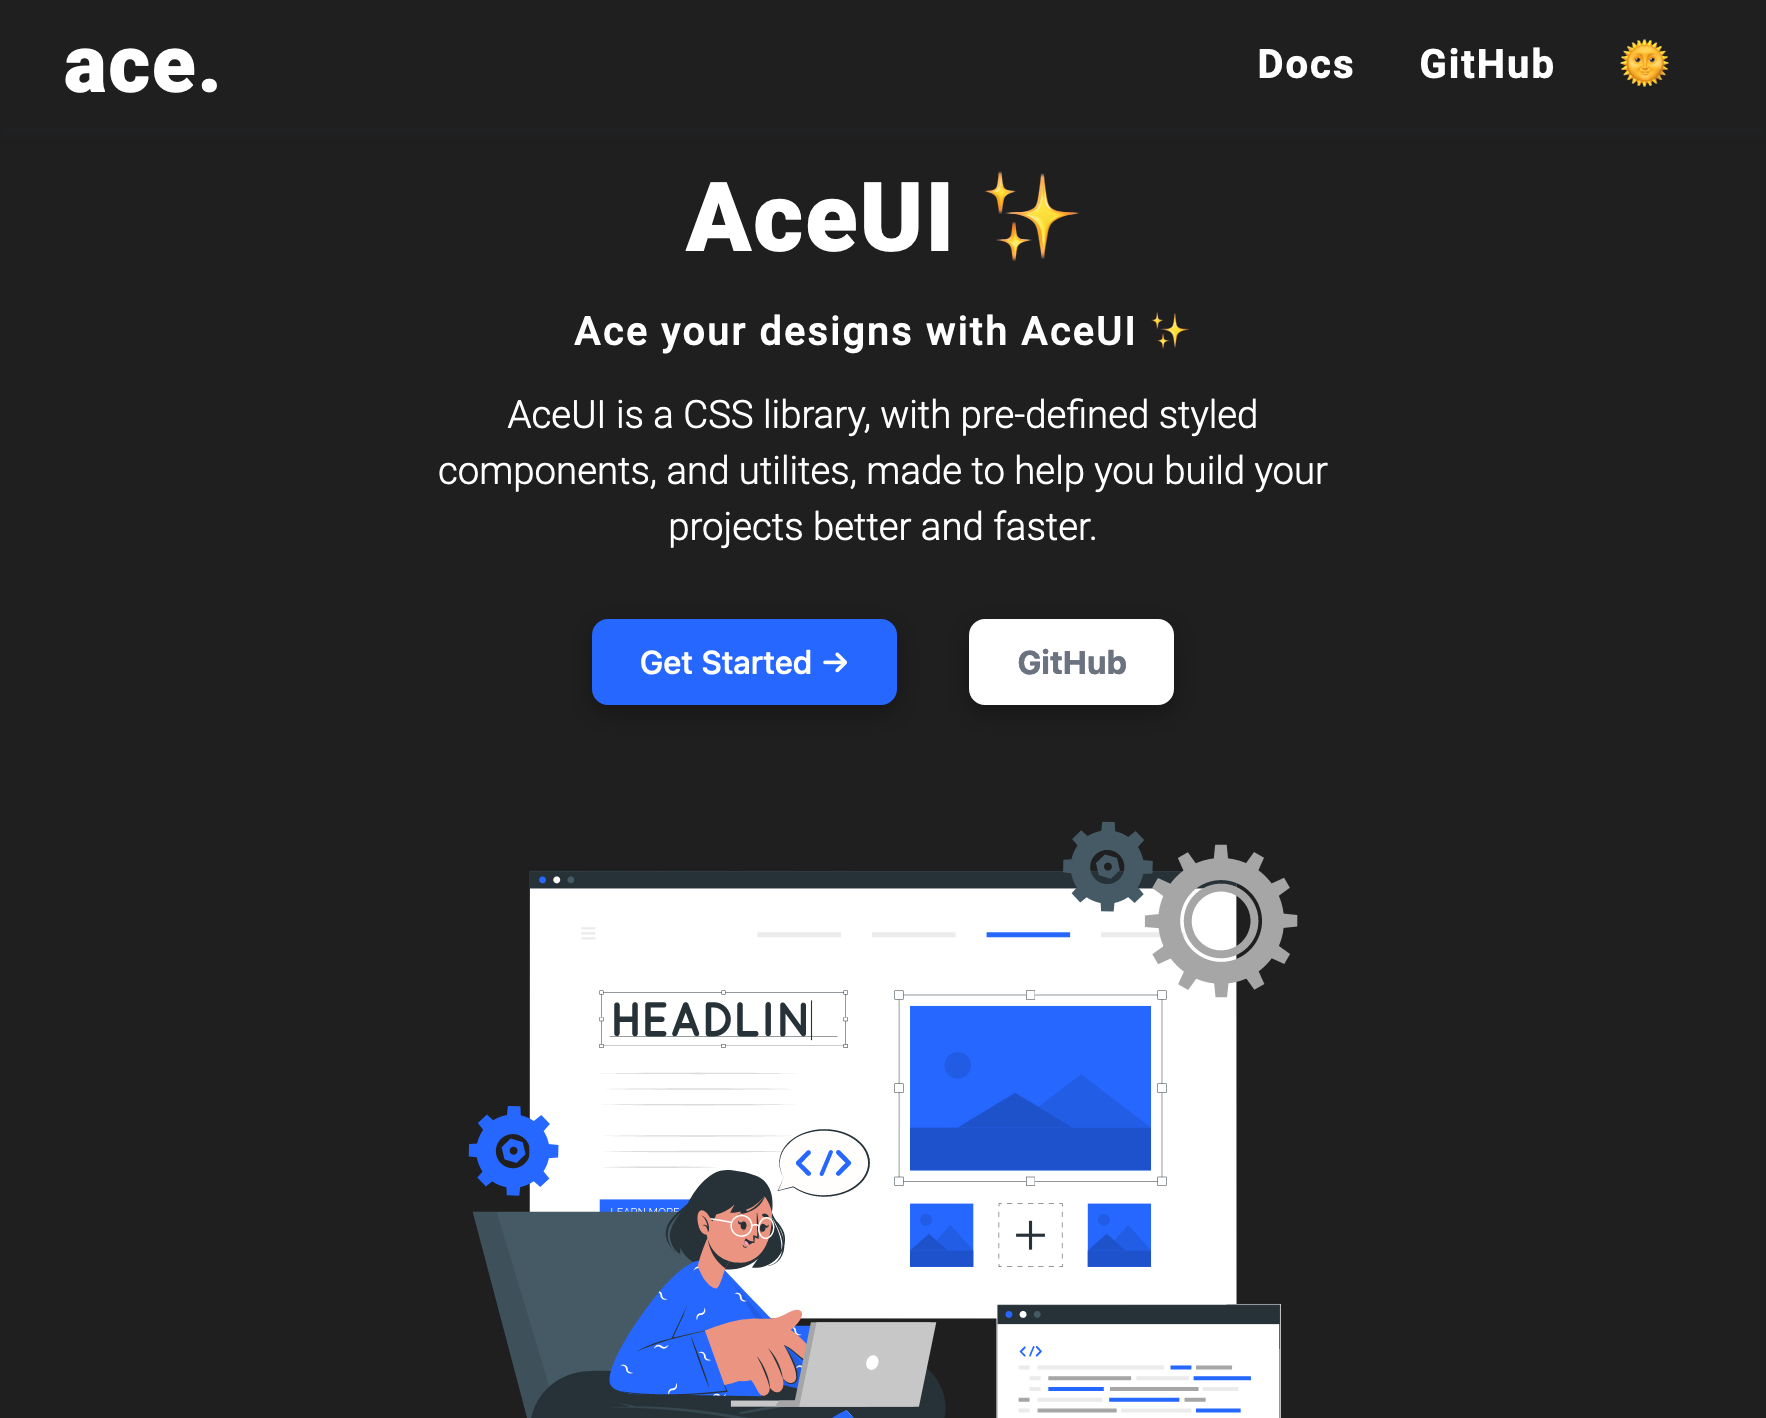 ace.
Docs GitHub 🌞
AceUI ✨
Ace your designs with AceUI ✨
AceUI is a CSS library, with pre-defined styled
components, and utilites, made to help you build your
projects better and faster.
Get Started →
GitHub
HEADLIN
</>
LEARN MORE
</>